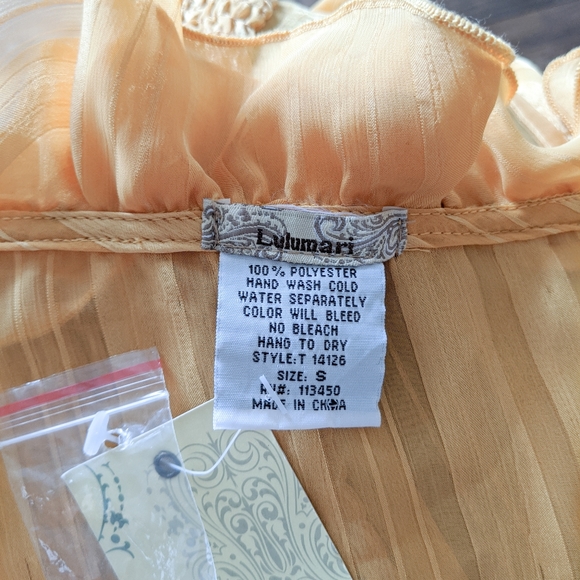 Lulumari
100% POLYESTER
HAND WASH COLD
WATER SEPARATELY
COLOR WILL BLEED
NO BLEACH
HANG TO DRY
STYLE:T 14126
SIZE: S
RN#: 113450
MADE IN CHINA